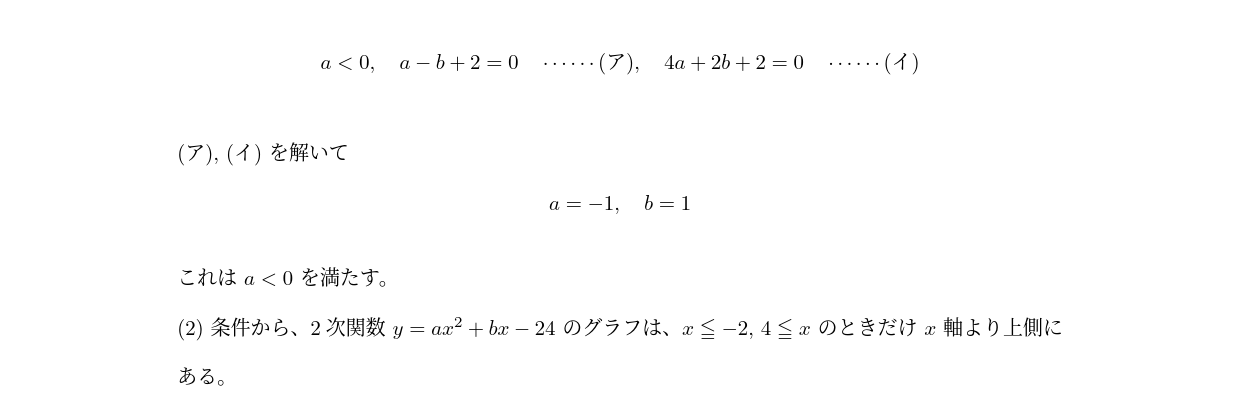 a < 0, a − b + 2 = 0 ······(ア), 4a + 2b + 2 = 0 ······(イ)
(ア), (イ) を解いて
a = −1, b = 1
これは a < 0 を満たす。
(2) 条件から、2 次関数 y = ax² + bx − 24 のグラフは、x ≦ −2, 4 ≦ x のときだけ x 軸より上側に
ある。